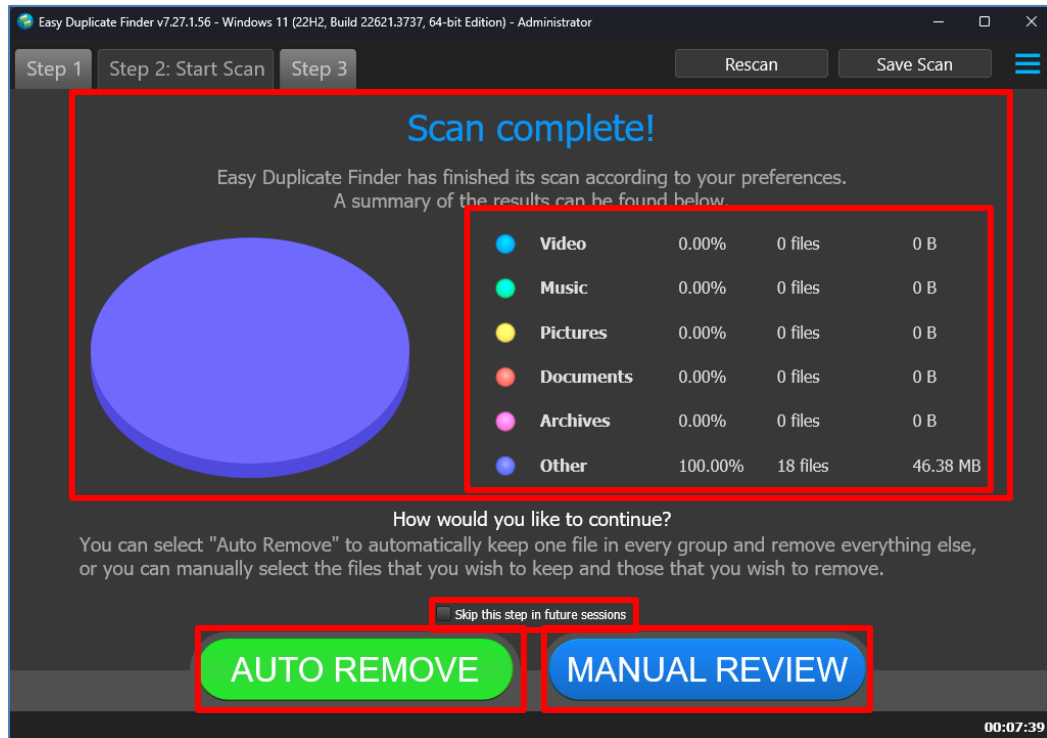 Easy Duplicate Finder v7.27.1.56 - Windows 11 (22H2, Build 22621.3737, 64-bit Edition) - Administrator
Step 1 Step 2: Start Scan Step 3 Rescan Save Scan
Scan complete!
Easy Duplicate Finder has finished its scan according to your preferences.
A summary of the results can be found below.
Video 0.00% 0 files 0 B
Music 0.00% 0 files 0 B
Pictures 0.00% 0 files 0 B
Documents 0.00% 0 files 0 B
Archives 0.00% 0 files 0 B
Other 100.00% 18 files 46.38 MB
How would you like to continue?
You can select "Auto Remove" to automatically keep one file in every group and remove everything else,
or you can manually select the files that you wish to keep and those that you wish to remove.
Skip this step in future sessions
AUTO REMOVE MANUAL REVIEW
00:07:39